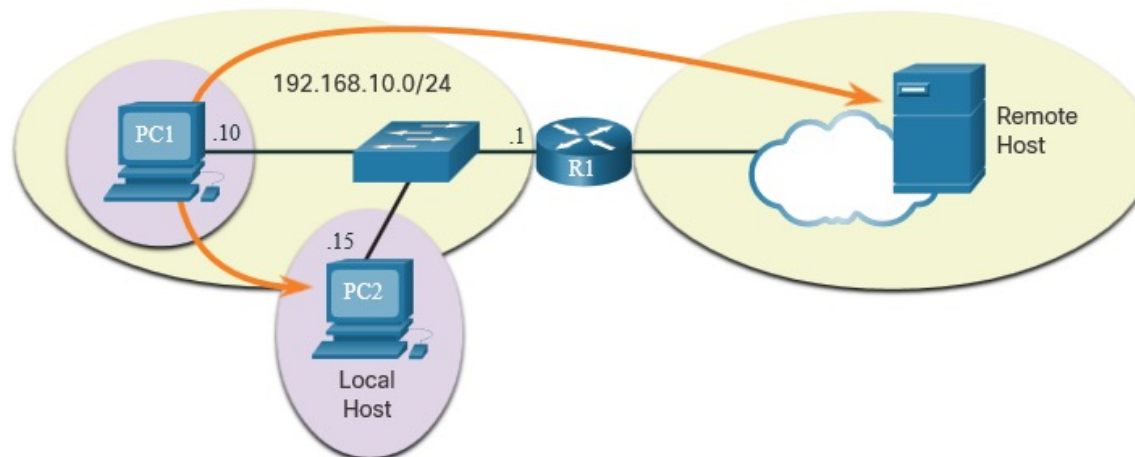 192.168.10.0/24
PC1
.10
.1
R1
Remote
Host
.15
PC2
Local
Host